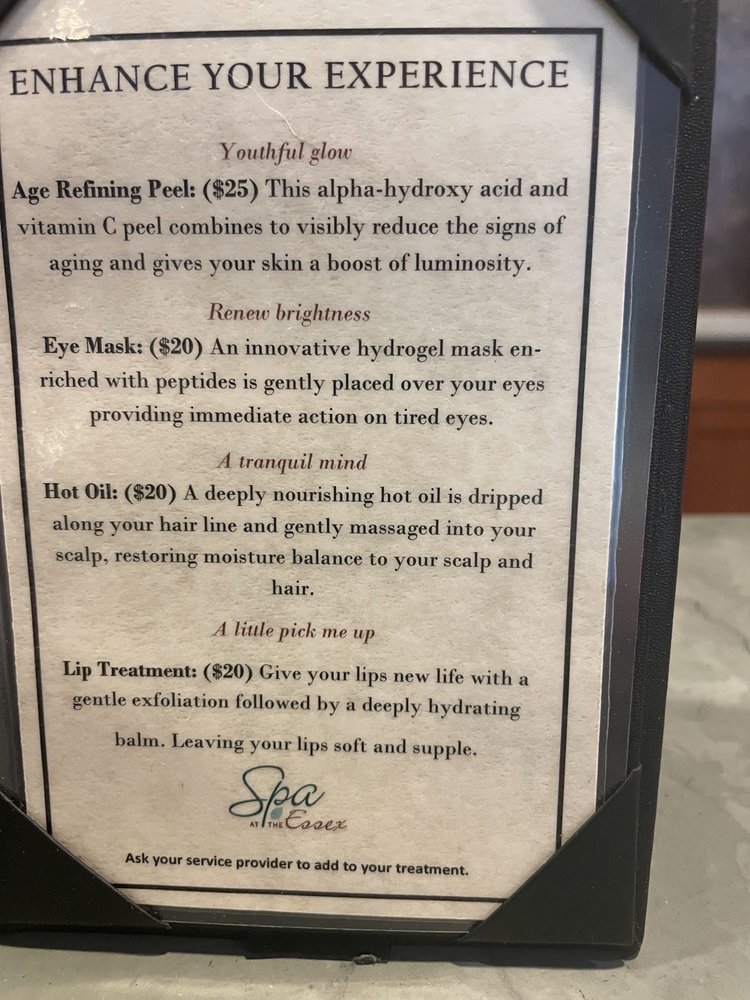 ENHANCE YOUR EXPERIENCE
Youthful glow
Age Refining Peel: ($25) This alpha-hydroxy acid and
vitamin C peel combines to visibly reduce the signs of
aging and gives your skin a boost of luminosity.
Renew brightness
Eye Mask: ($20) An innovative hydrogel mask en-
riched with peptides is gently placed over your eyes
providing immediate action on tired eyes.
A tranquil mind
Hot Oil: ($20) A deeply nourishing hot oil is dripped
along your hair line and gently massaged into your
scalp, restoring moisture balance to your scalp and
hair.
A little pick me up
Lip Treatment: ($20) Give your lips new life with a
gentle exfoliation followed by a deeply hydrating
balm. Leaving your lips soft and supple.
Spa
AT THE Essex
Ask your service provider to add to your treatment.